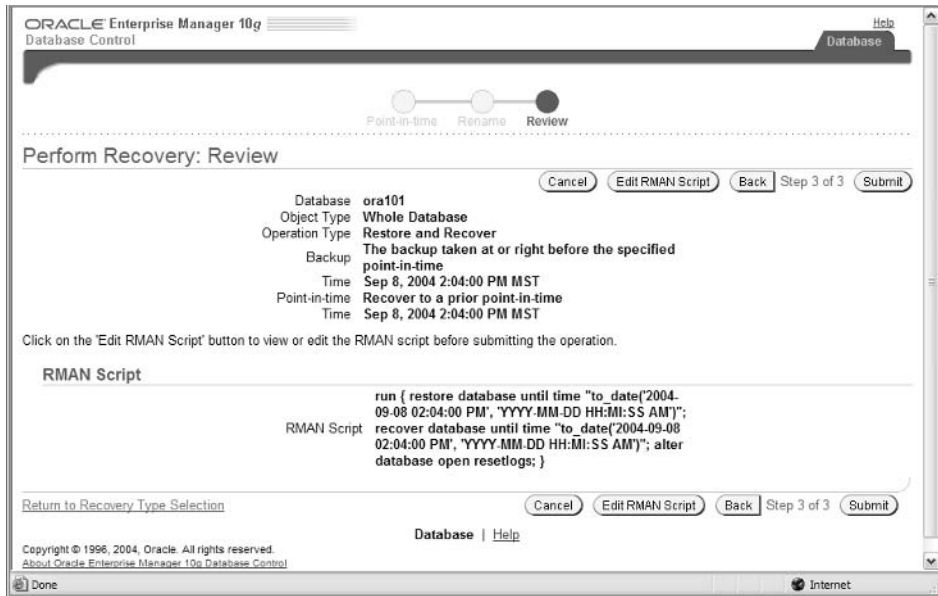 ORACLE Enterprise Manager 10g
Database Control
Help
Database
Point-in-time Rename Review
Perform Recovery: Review
Cancel Edit RMAN Script Back Step 3 of 3 Submit
Database ora101
Object Type Whole Database
Operation Type Restore and Recover
Backup The backup taken at or right before the specified
point-in-time
Time Sep 8, 2004 2:04:00 PM MST
Point-in-time Recover to a prior point-in-time
Time Sep 8, 2004 2:04:00 PM MST
Click on the 'Edit RMAN Script' button to view or edit the RMAN script before submitting the operation.
RMAN Script
run { restore database until time "to_date('2004-
09-08 02:04:00 PM', 'YYYY-MM-DD HH:MI:SS AM')";
RMAN Script recover database until time "to_date('2004-09-08
02:04:00 PM', 'YYYY-MM-DD HH:MI:SS AM')"; alter
database open resetlogs; }
Return to Recovery Type Selection
Cancel Edit RMAN Script Back Step 3 of 3 Submit
Database | Help
Copyright © 1996, 2004, Oracle. All rights reserved.
About Oracle Enterprise Manager 10g Database Control
Done Internet